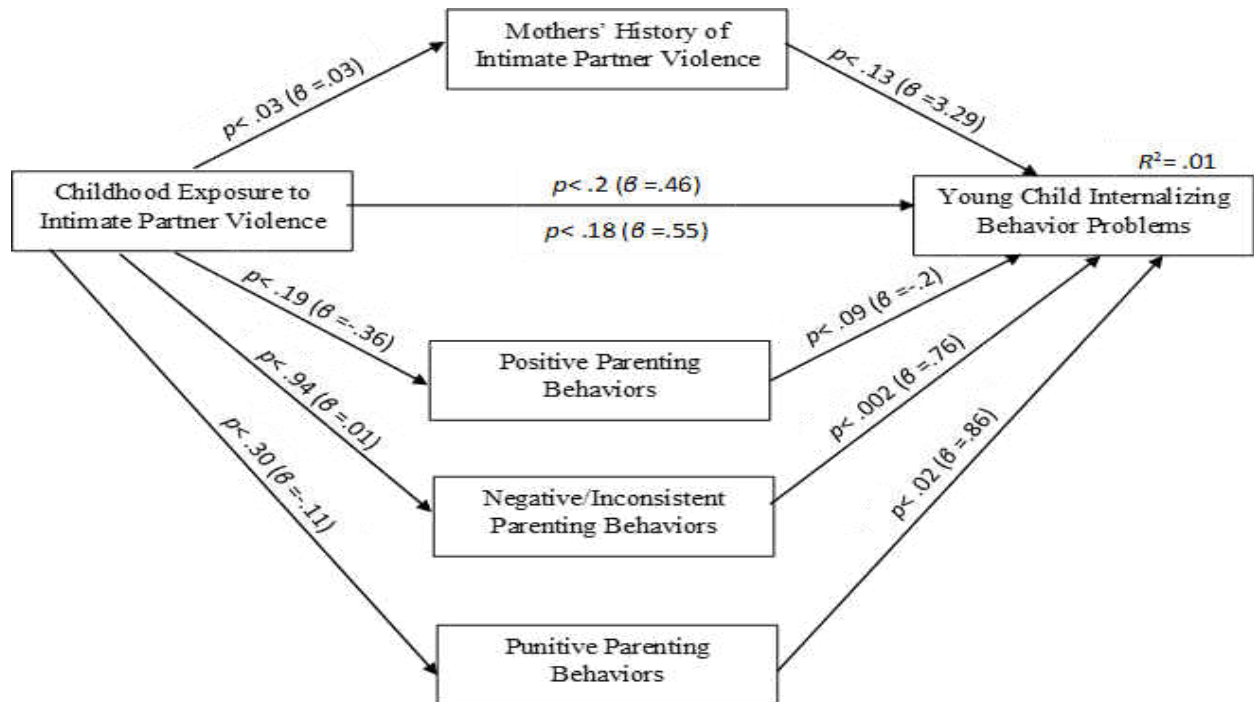 Mothers' History of
Intimate Partner Violence
p< .03 (β =.03)
p< .13 (β =3.29)
R²= .01
Childhood Exposure to
Intimate Partner Violence
p< .2 (β =.46)
p< .18 (β =.55)
Young Child Internalizing
Behavior Problems
p< .19 (β =-.36)
p< .09 (β =-.2)
Positive Parenting
Behaviors
p< .94 (β =.01)
p< .002 (β =.76)
Negative/Inconsistent
Parenting Behaviors
p< .30 (β =-.11)
p< .02 (β =.86)
Punitive Parenting
Behaviors